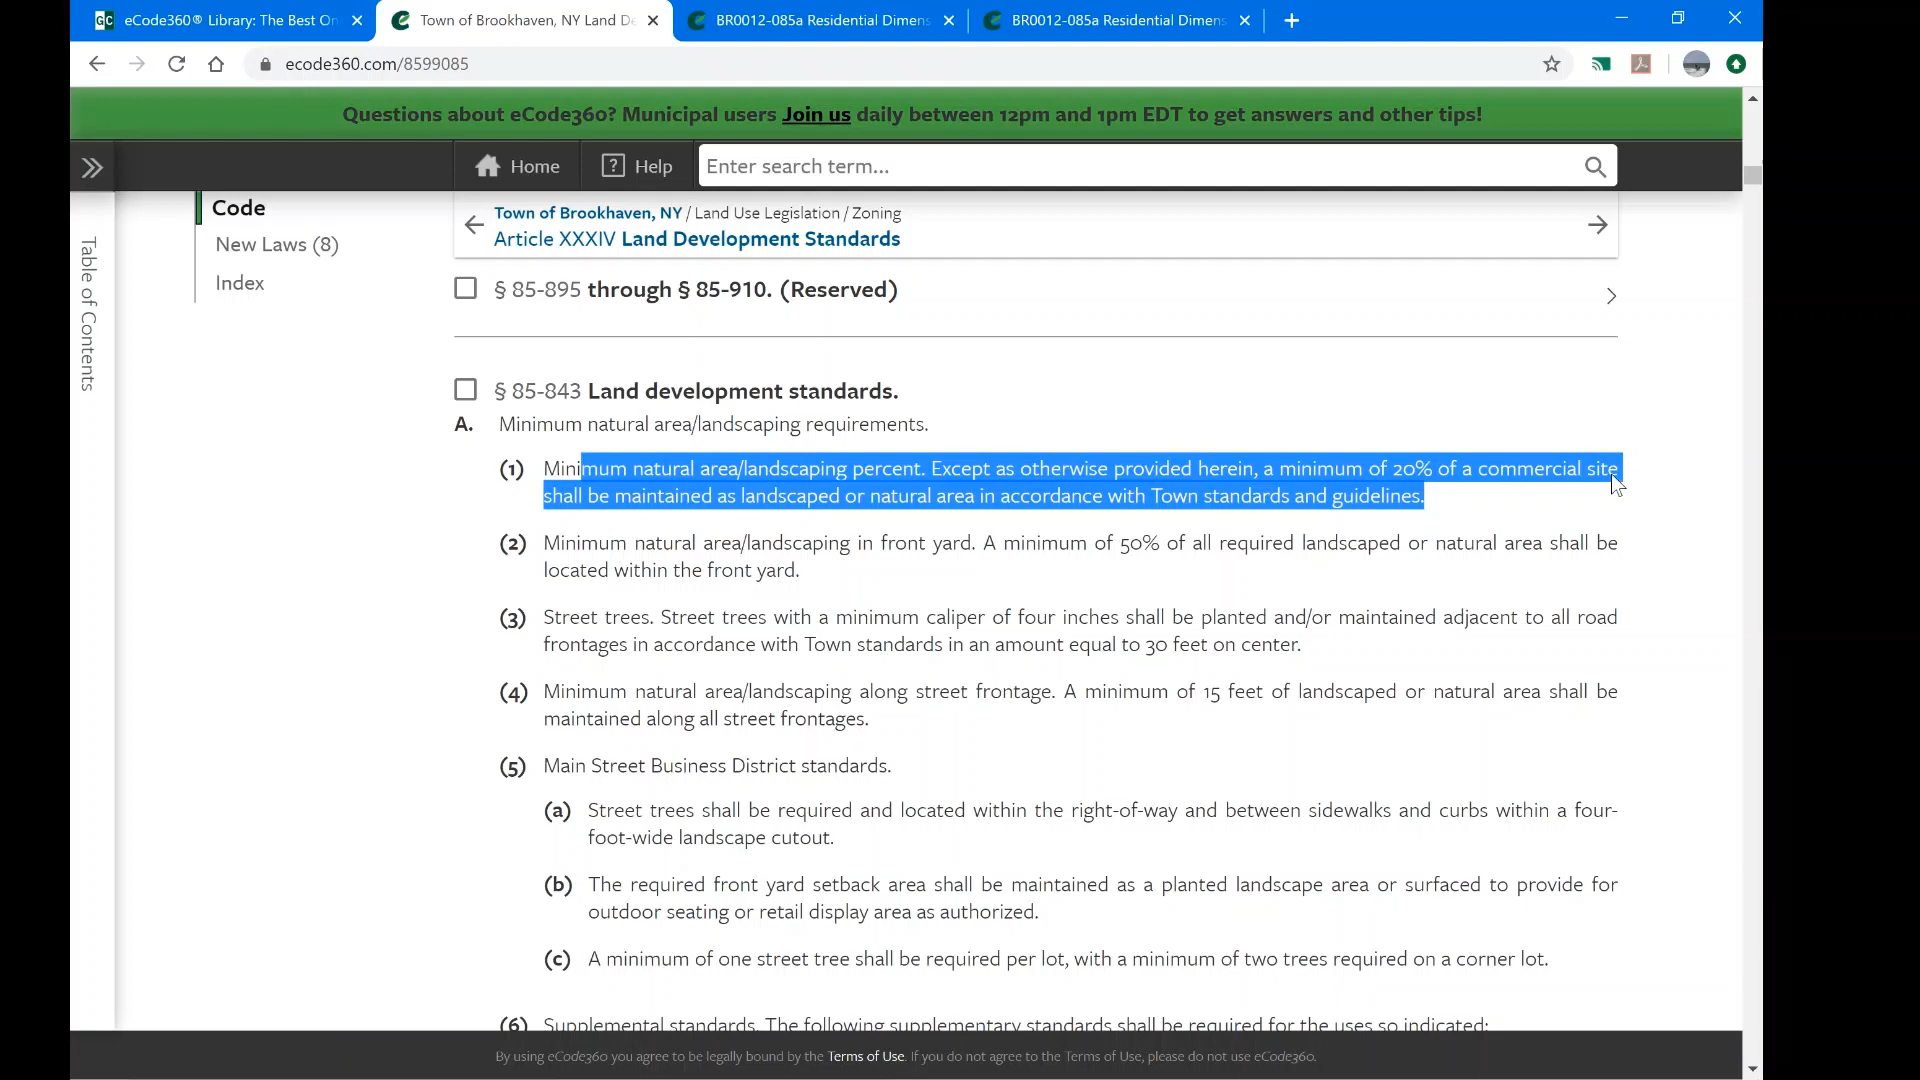 GC eCode360® Library: The Best On
Town of Brookhaven, NY Land De
BR0012-085a Residential Dimens
BR0012-085a Residential Dimens
ecode360.com/8599085
Questions about eCode360? Municipal users Join us daily between 12pm and 1pm EDT to get answers and other tips!
Home
Help
Enter search term...
Table of Contents
Code
New Laws (8)
Index
Town of Brookhaven, NY / Land Use Legislation / Zoning
Article XXXIV Land Development Standards
§ 85-895 through § 85-910. (Reserved)
§ 85-843 Land development standards.
A. Minimum natural area/landscaping requirements.
(1) Minimum natural area/landscaping percent. Except as otherwise provided herein, a minimum of 20% of a commercial site
shall be maintained as landscaped or natural area in accordance with Town standards and guidelines.
(2) Minimum natural area/landscaping in front yard. A minimum of 50% of all required landscaped or natural area shall be
located within the front yard.
(3) Street trees. Street trees with a minimum caliper of four inches shall be planted and/or maintained adjacent to all road
frontages in accordance with Town standards in an amount equal to 30 feet on center.
(4) Minimum natural area/landscaping along street frontage. A minimum of 15 feet of landscaped or natural area shall be
maintained along all street frontages.
(5) Main Street Business District standards.
(a) Street trees shall be required and located within the right-of-way and between sidewalks and curbs within a four-
foot-wide landscape cutout.
(b) The required front yard setback area shall be maintained as a planted landscape area or surfaced to provide for
outdoor seating or retail display area as authorized.
(c) A minimum of one street tree shall be required per lot, with a minimum of two trees required on a corner lot.
(6) Supplemental standards. The following supplementary standards shall be required for the uses so indicated:
By using eCode360 you agree to be legally bound by the Terms of Use. If you do not agree to the Terms of Use, please do not use eCode360.